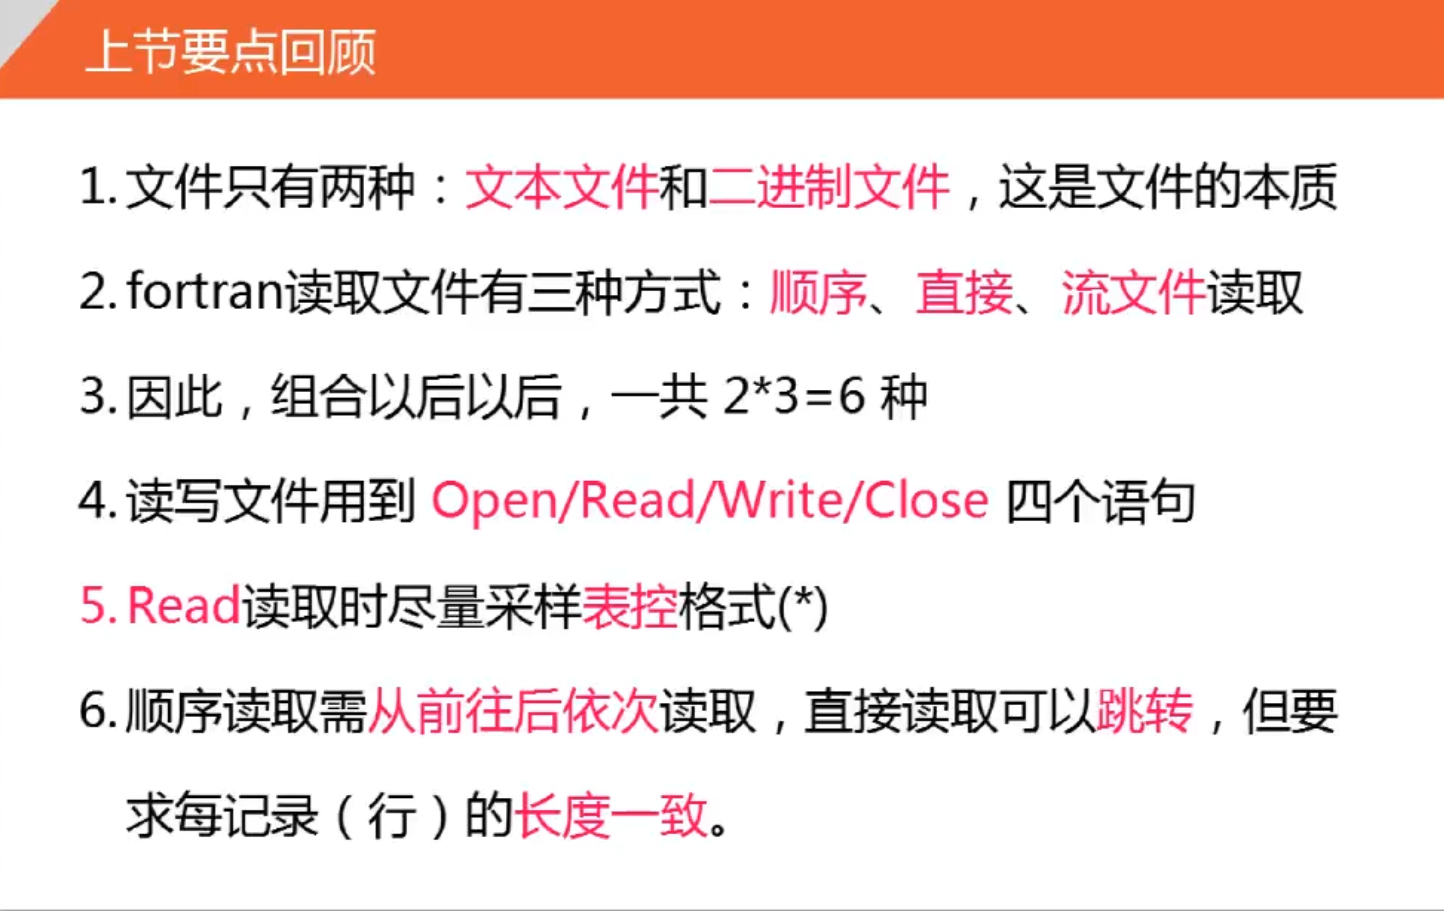 上节要点回顾
1. 文件只有两种：文本文件和二进制文件，这是文件的本质
2. fortran读取文件有三种方式：顺序、直接、流文件读取
3. 因此，组合以后以后，一共 2*3=6 种
4. 读写文件用到 Open/Read/Write/Close 四个语句
5. Read读取时尽量采样表控格式(*)
6. 顺序读取需从前往后依次读取，直接读取可以跳转，但要
求每记录（行）的长度一致。